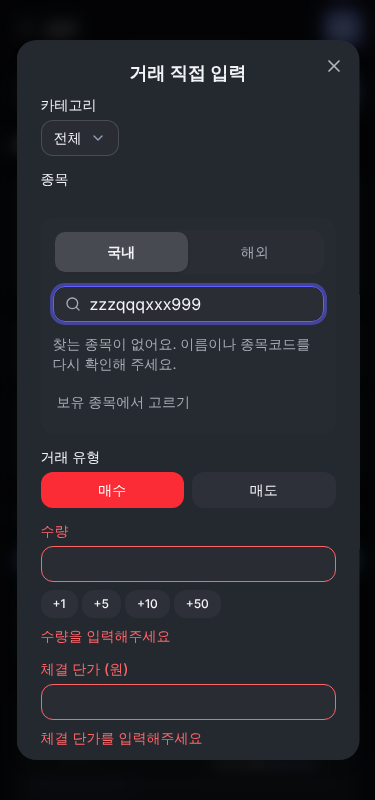 거래 직접 입력
카테고리
전체
종목
국내 해외
zzzqqqxxx999
찾는 종목이 없어요. 이름이나 종목코드를
다시 확인해 주세요.
보유 종목에서 고르기
거래 유형
매수 매도
수량
+1 +5 +10 +50
수량을 입력해주세요
체결 단가 (원)
체결 단가를 입력해주세요